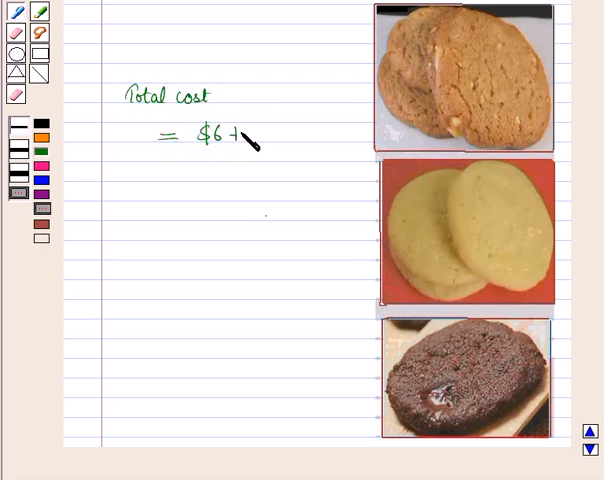 Total cost
= $6 +